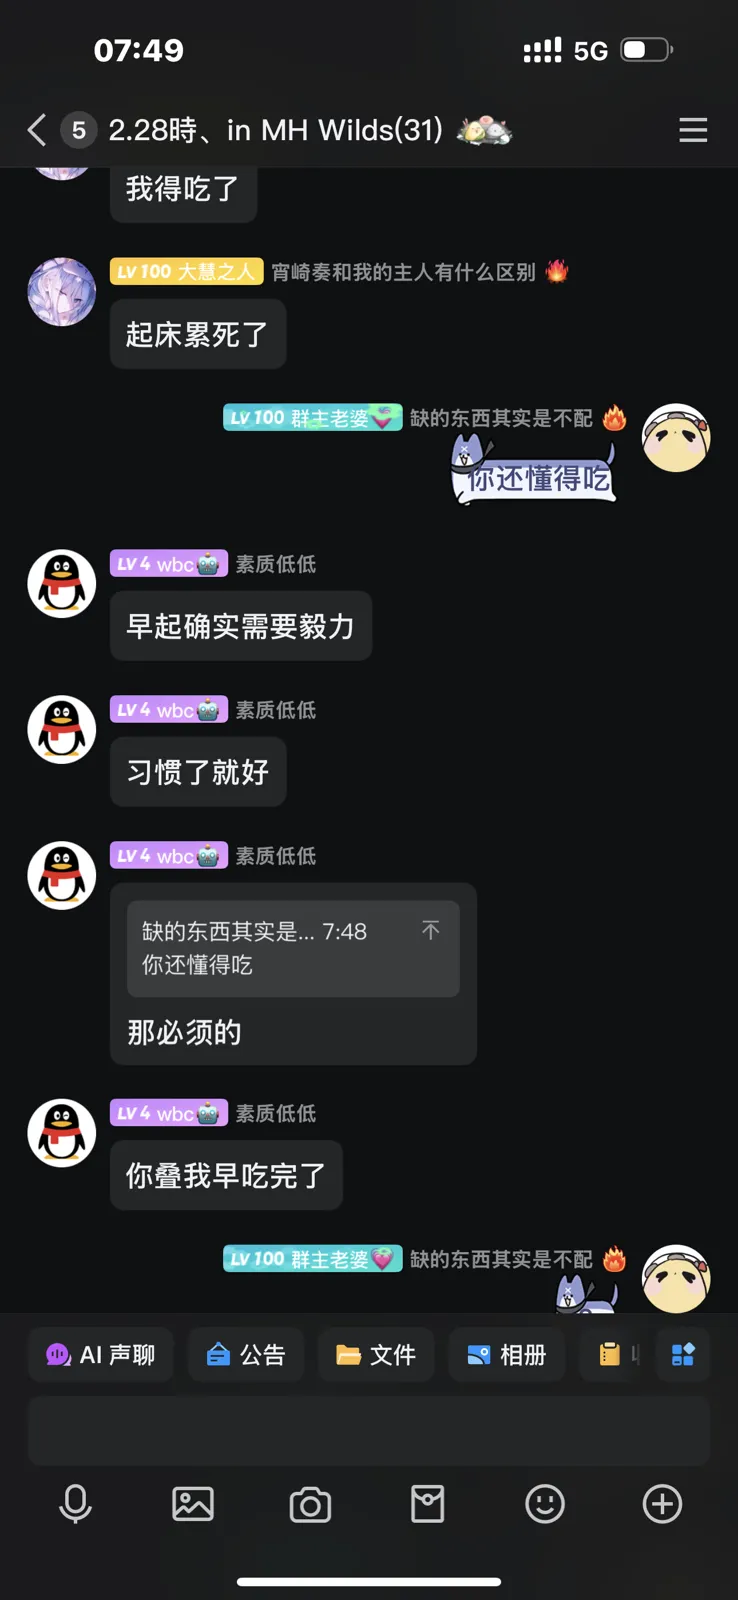 07:49
5G
5 2.28時、in MH Wilds(31)
我得吃了
LV 100 大慧之人 宵崎奏和我的主人有什么区别
起床累死了
LV 100 群主老婆 缺的东西其实是不配
你还懂得吃
LV 4 wbc 素质低低
早起确实需要毅力
LV 4 wbc 素质低低
习惯了就好
LV 4 wbc 素质低低
缺的东西其实是... 7:48
你还懂得吃
那必须的
LV 4 wbc 素质低低
你叠我早吃完了
LV 100 群主老婆 缺的东西其实是不配
AI 声聊
公告
文件
相册